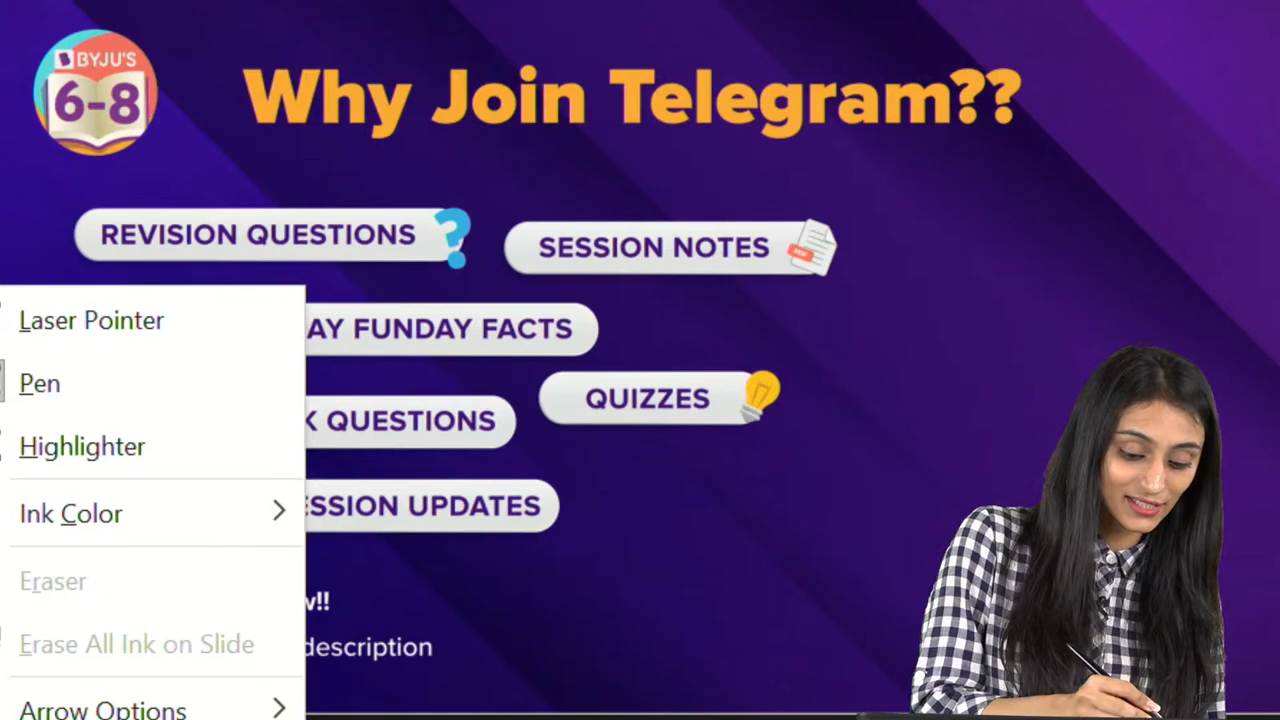 BYJU'S
6-8
Why Join Telegram??
REVISION QUESTIONS
SESSION NOTES
PDF
AY FUNDAY FACTS
QUIZZES
K QUESTIONS
ESSION UPDATES
w!!
description
Laser Pointer
Pen
Highlighter
Ink Color
Eraser
Erase All Ink on Slide
Arrow Options